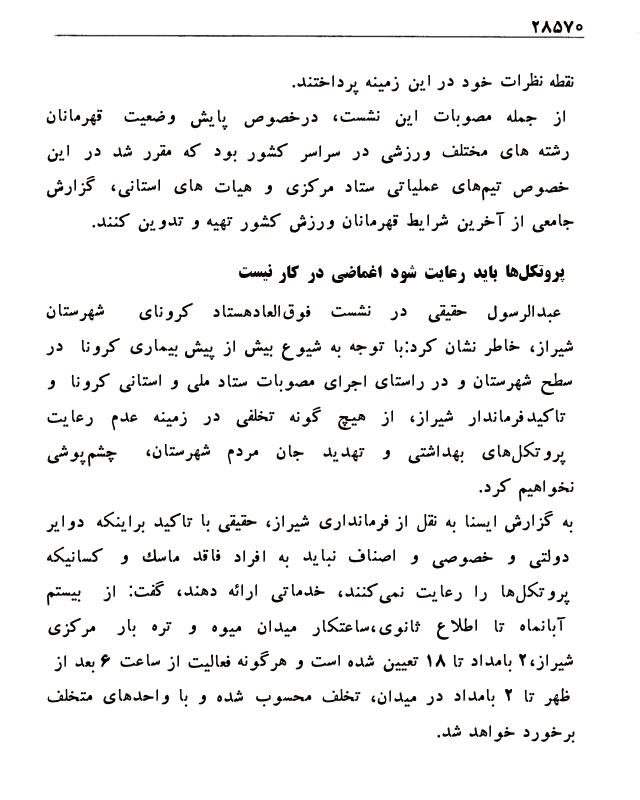 ۲۸۵۷۰
نقطه نظرات خود در این زمینه پرداختند.
از جمله مصوبات این نشست، درخصوص پایش وضعیت قهرمانان
رشته های مختلف ورزشی در سراسر کشور بود که مقرر شد در این
خصوص تیم‌های عملیاتی ستاد مرکزی و هیات های استانی، گزارش
جامعی از آخرین شرایط قهرمانان ورزش کشور تهیه و تدوین کنند.
پروتکل‌ها باید رعایت شود اغماضی در کار نیست
عبدالرسول حقیقی در نشست فوق‌العادهستاد کرونای شهرستان
شیراز، خاطر نشان کرد:با توجه به شیوع بیش از پیش بیماری کرونا در
سطح شهرستان و در راستای اجرای مصوبات ستاد ملی و استانی کرونا و
تاکیدفرماندار شیراز، از هیچ گونه تخلفی در زمینه عدم رعایت
پروتکل‌های بهداشتی و تهدید جان مردم شهرستان، چشم‌پوشی
نخواهیم کرد.
به گزارش ایسنا به نقل از فرمانداری شیراز، حقیقی با تاکید براینکه دوایر
دولتی و خصوصی و اصناف نباید به افراد فاقد ماسك و کسانیکه
پروتکل‌ها را رعایت نمی‌کنند، خدماتی ارائه دهند، گفت: از بیستم
آبانماه تا اطلاع ثانوی،ساعتکار میدان میوه و تره بار مرکزی
شیراز،۲ بامداد تا ۱۸ تعیین شده است و هرگونه فعالیت از ساعت ۶ بعد از
ظهر تا ۲ بامداد در میدان، تخلف محسوب شده و با واحدهای متخلف
برخورد خواهد شد.